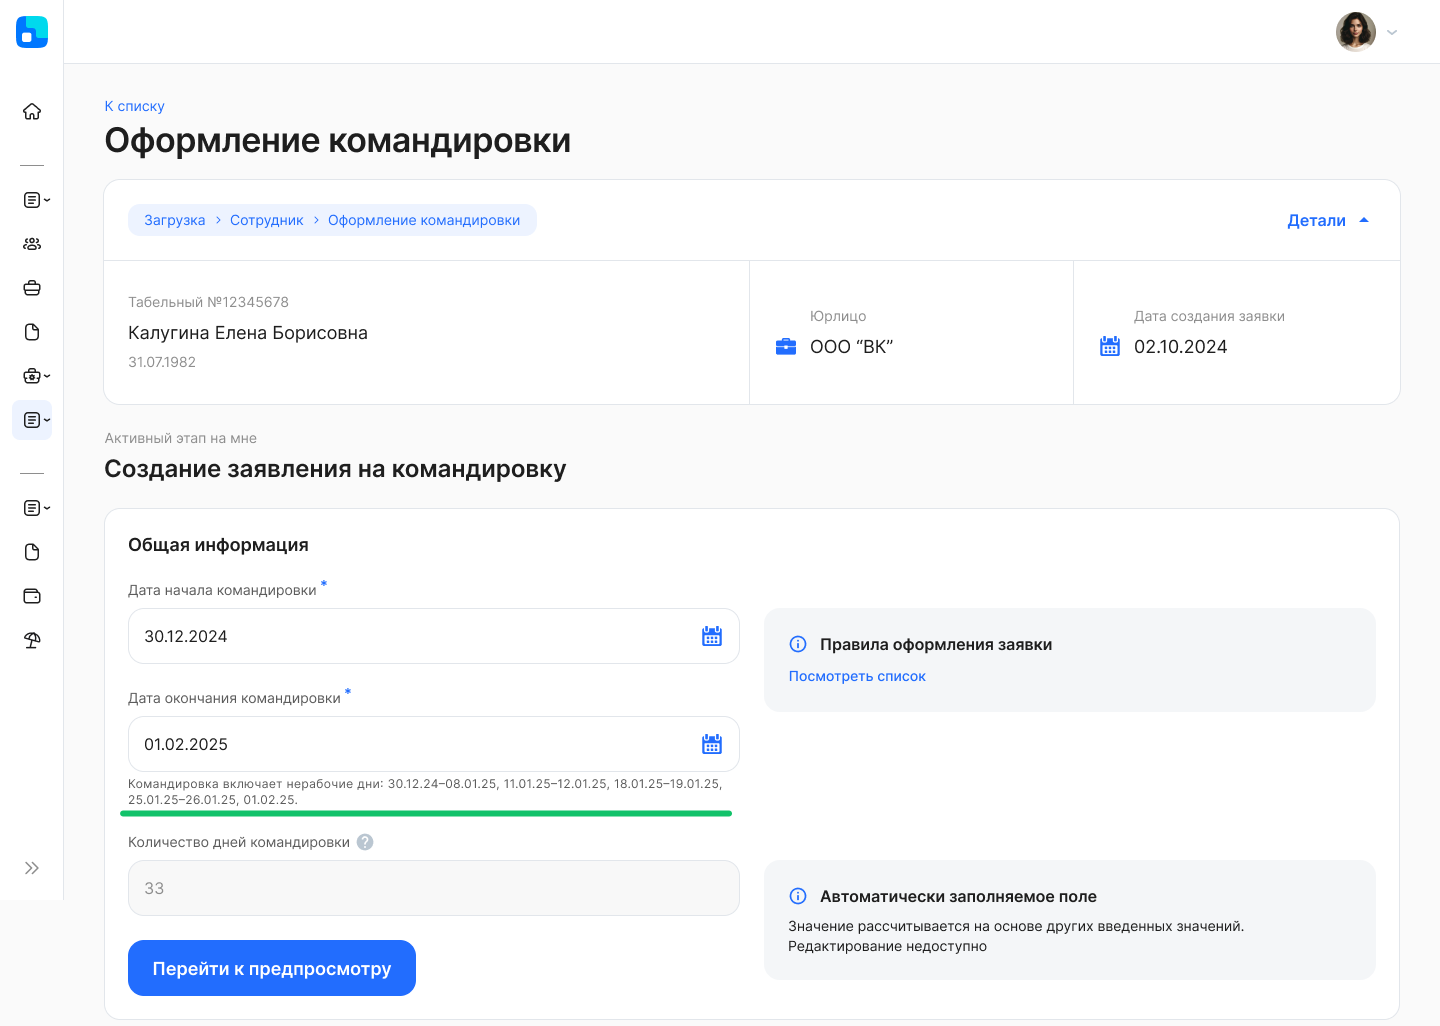 К списку
Оформление командировки
Загрузка > Сотрудник > Оформление командировки
Детали
Табельный №12345678
Калугина Елена Борисовна
31.07.1982
Юрлицо
ООО “ВК”
Дата создания заявки
02.10.2024
Активный этап на мне
Создание заявления на командировку
Общая информация
Дата начала командировки *
30.12.2024
Правила оформления заявки
Посмотреть список
Дата окончания командировки *
01.02.2025
Командировка включает нерабочие дни: 30.12.24–08.01.25, 11.01.25–12.01.25, 18.01.25–19.01.25,
25.01.25–26.01.25, 01.02.25.
Количество дней командировки ?
33
Автоматически заполняемое поле
Значение рассчитывается на основе других введенных значений.
Редактирование недоступно
Перейти к предпросмотру